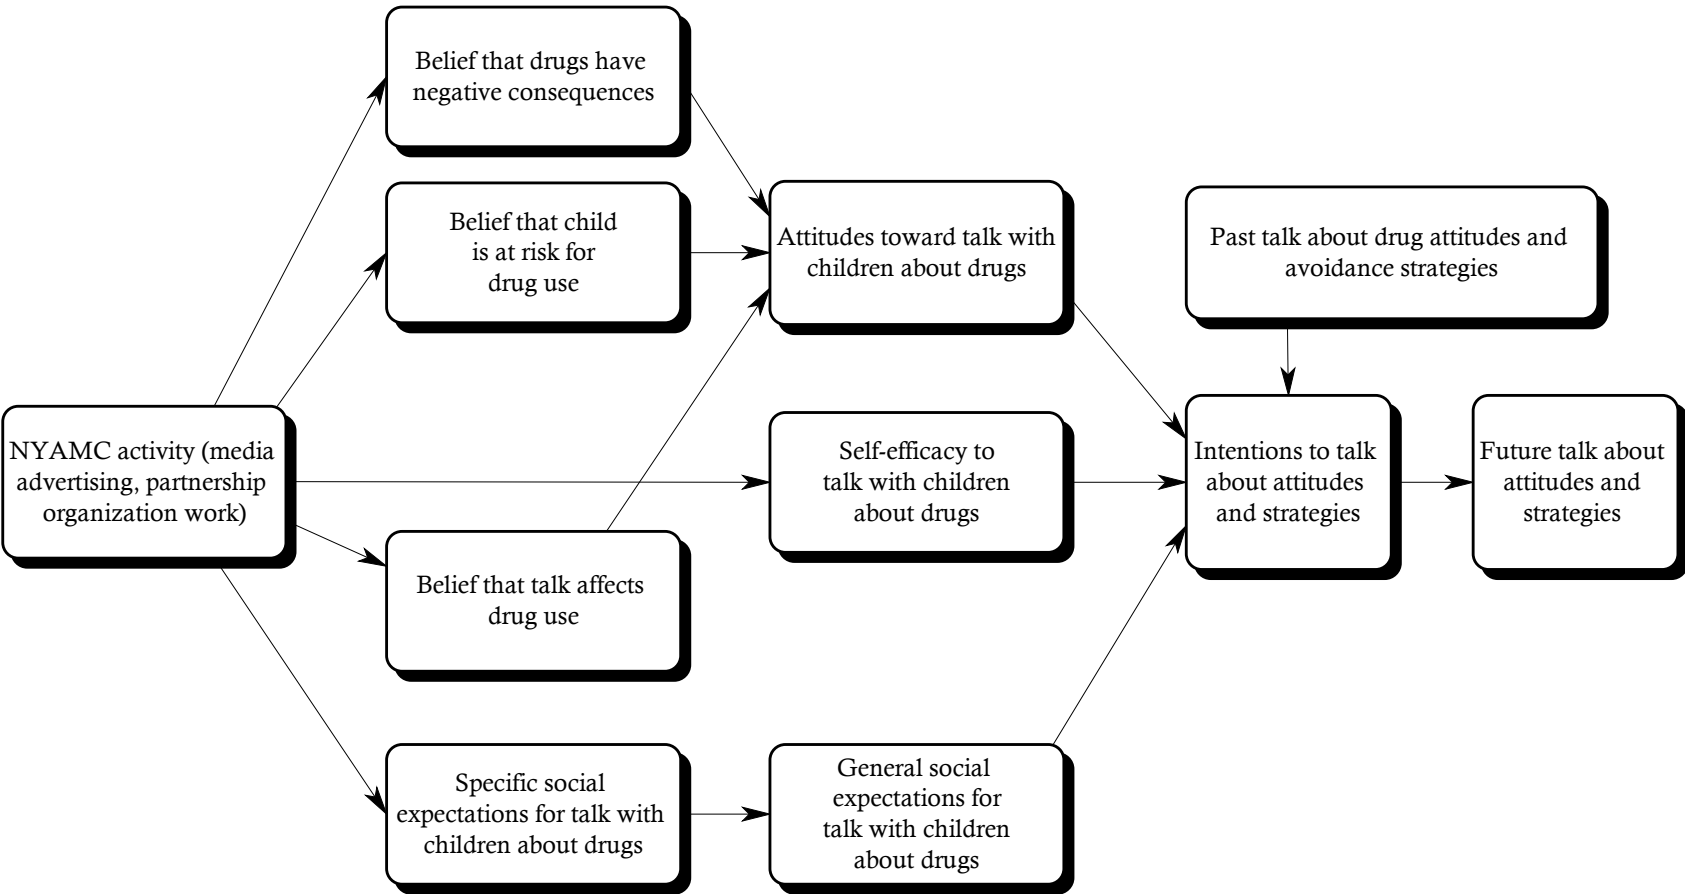 Belief that drugs have
negative consequences
Belief that child
is at risk for
drug use
Attitudes toward talk with
children about drugs
Past talk about drug attitudes and
avoidance strategies
NYAMC activity (media
advertising, partnership
organization work)
Self-efficacy to
talk with children
about drugs
Intentions to talk
about attitudes
and strategies
Future talk about
attitudes and
strategies
Belief that talk affects
drug use
Specific social
expectations for talk with
children about drugs
General social
expectations for
talk with children
about drugs